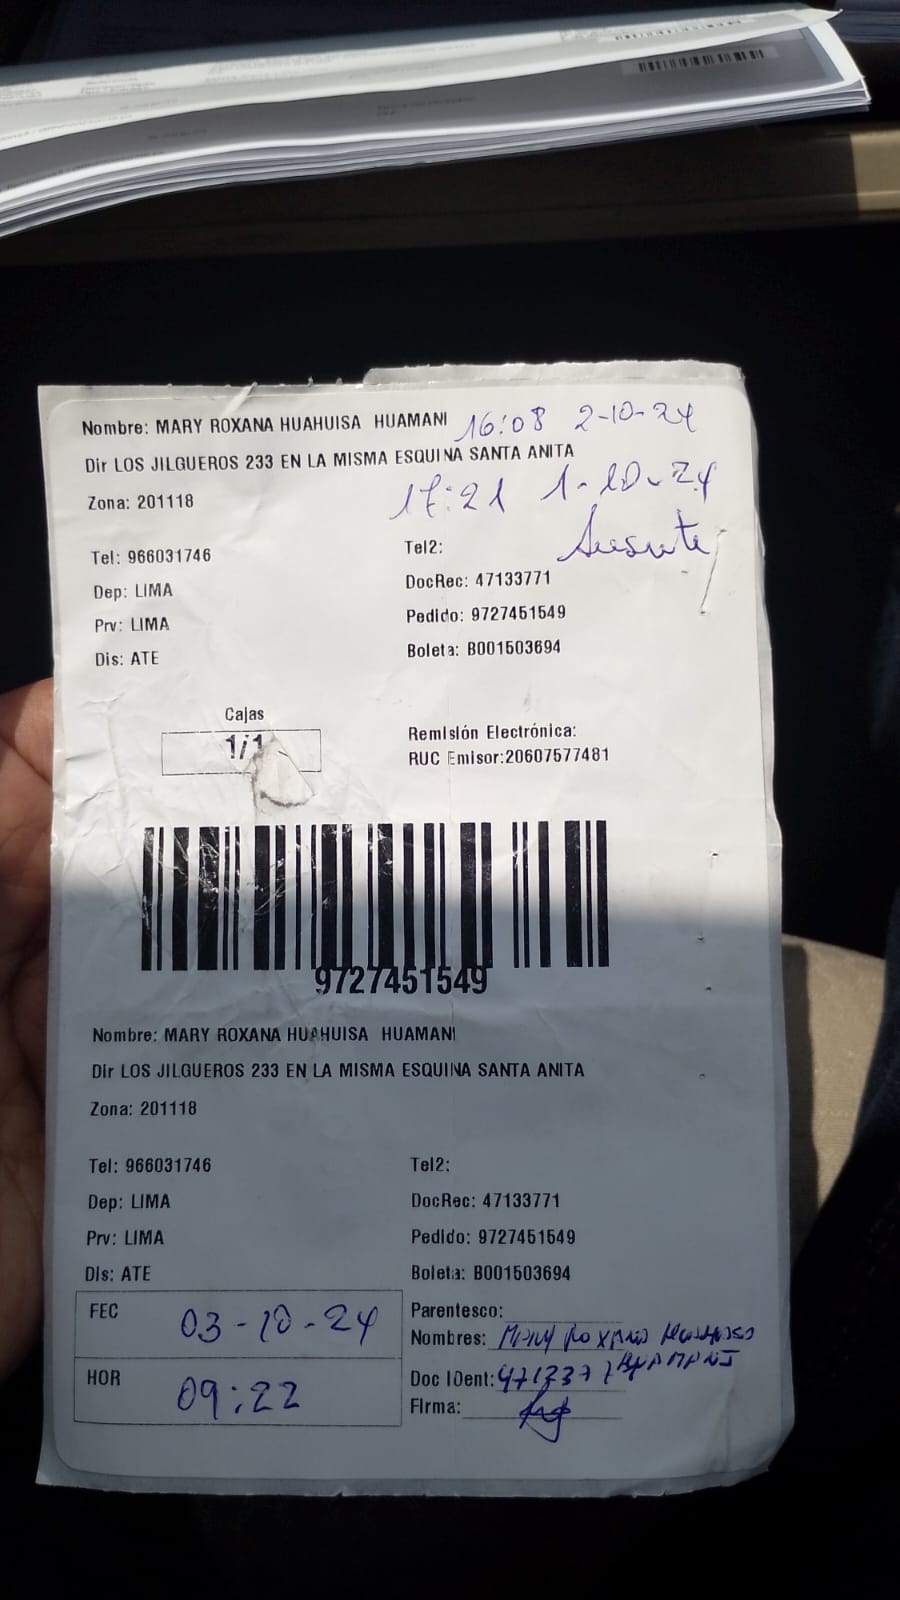 Nombre: MARY ROXANA HUAHUISA HUAMANI 16:08 2-10-24
Dir LOS JILGUEROS 233 EN LA MISMA ESQUINA SANTA ANITA
Zona: 201118 17:21 1-10-24
Ausente
Tel: 966031746 Tel2:
Dep: LIMA DocRec: 47133771
Prv: LIMA Pedido: 9727451549
Dis: ATE Boleta: B001503694
Cajas
1/1
Remisión Electrónica:
RUC Emisor:20607577481
9727451549
Nombre: MARY ROXANA HUAHUISA HUAMANI
Dir LOS JILGUEROS 233 EN LA MISMA ESQUINA SANTA ANITA
Zona: 201118
Tel: 966031746 Tel2:
Dep: LIMA DocRec: 47133771
Prv: LIMA Pedido: 9727451549
Dis: ATE Boleta: B001503694
FEC 03-10-24
HOR 09:22
Parentesco:
Nombres: MARY ROXANA
HUAMANI
Doc IDent:
Firma: